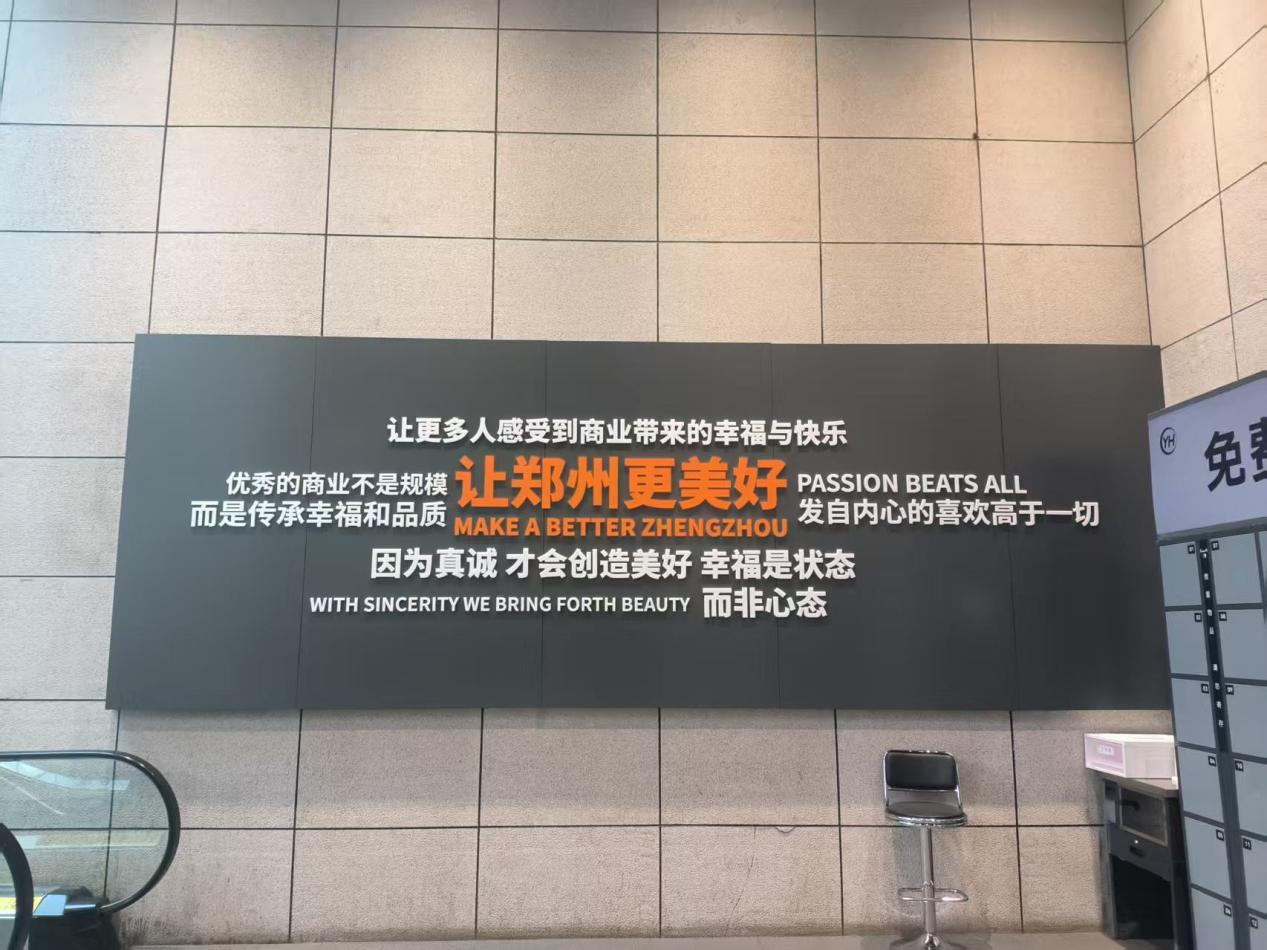 让更多人感受到商业带来的幸福与快乐
优秀的商业不是规模
而是传承幸福和品质
让郑州更美好
MAKE A BETTER ZHENGZHOU
PASSION BEATS ALL
发自内心的喜欢高于一切
因为真诚 才会创造美好 幸福是状态
WITH SINCERITY WE BRING FORTH BEAUTY 而非心态
YH
免